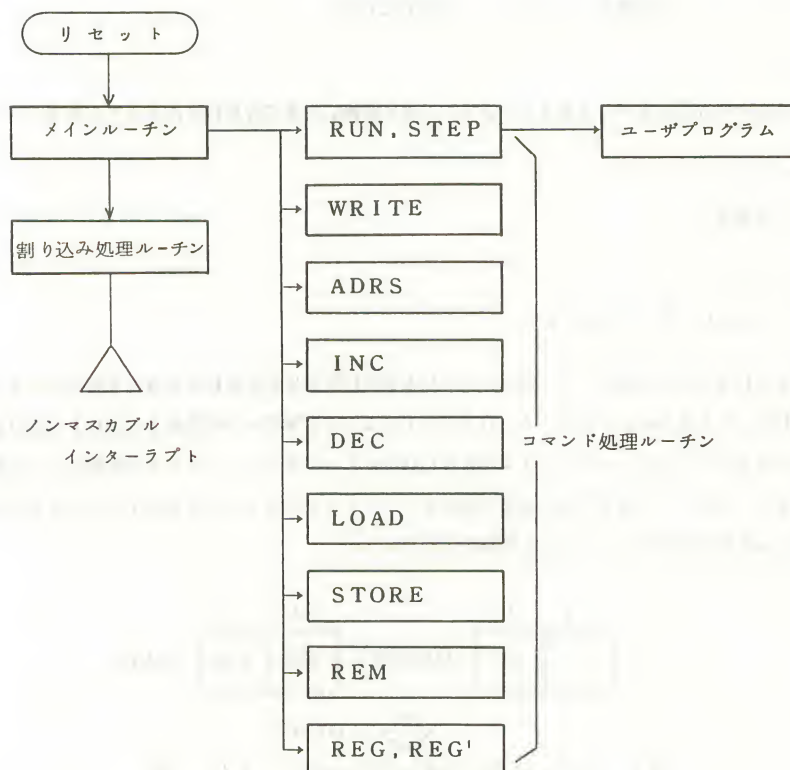 リセット
メインルーチン
RUN, STEP
ユーザプログラム
WRITE
割り込み処理ルーチン
ADRS
INC
ノンマスカブル
インターラプト
DEC
コマンド処理ルーチン
LOAD
STORE
REM
REG, REG'